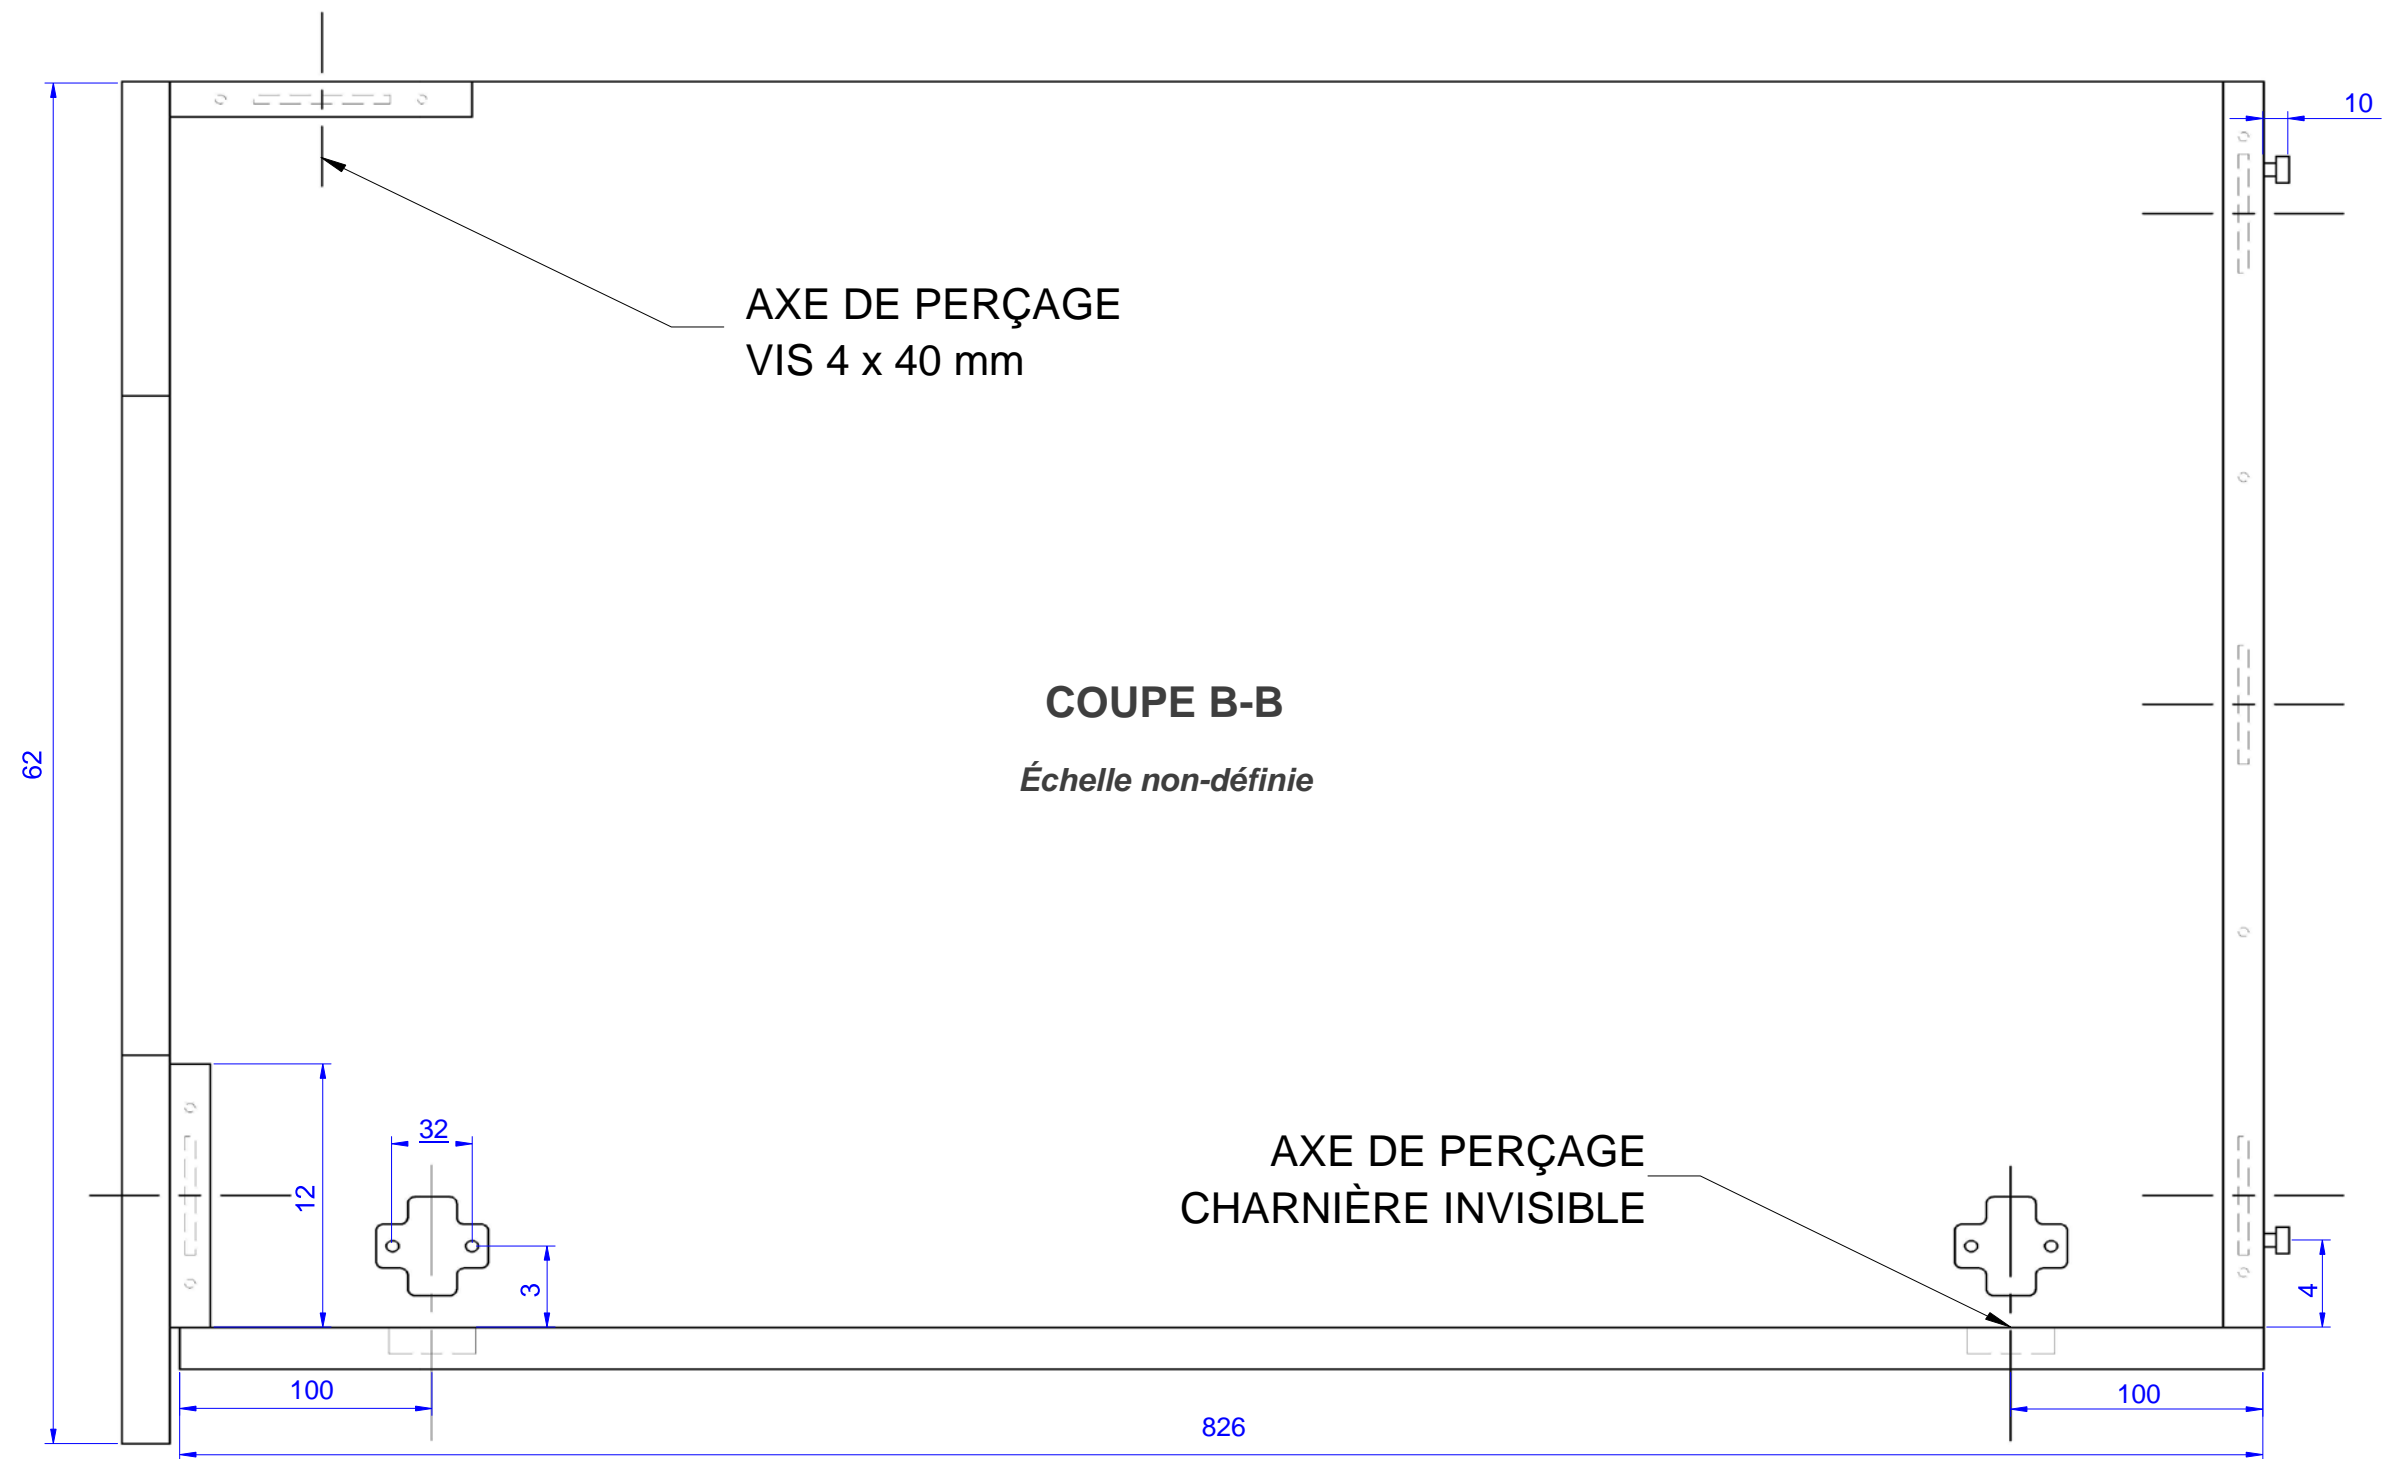 10
AXE DE PERÇAGE
VIS 4 x 40 mm
COUPE B-B
Échelle non-définie
62
32
12
3
AXE DE PERÇAGE
CHARNIÈRE INVISIBLE
4
100
100
826